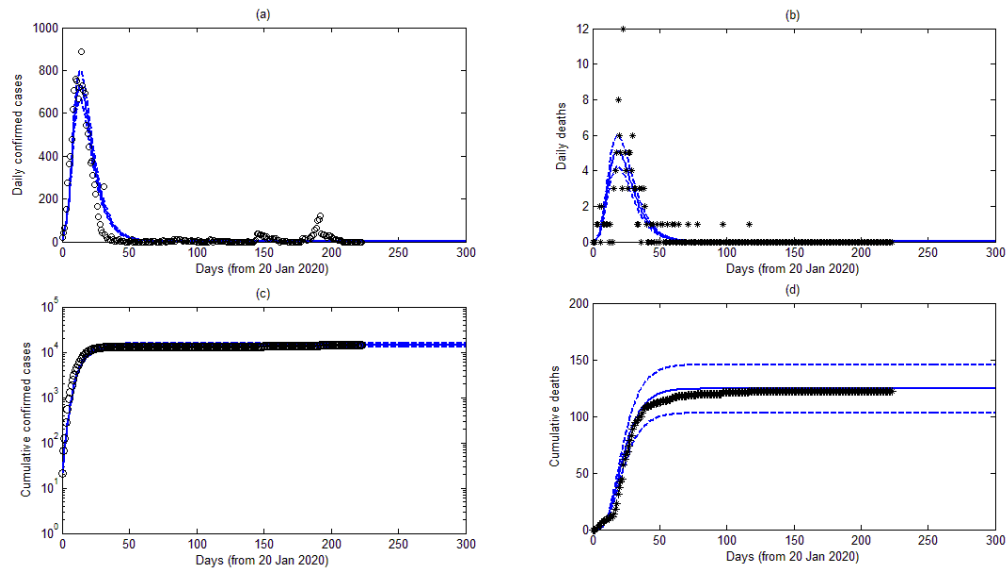 (a)
1000
800
600
400
200
0
Daily confirmed cases
0 50 100 150 200 250 300
Days (from 20 Jan 2020)
(b)
12
10
8
6
4
2
0
Daily deaths
0 50 100 150 200 250 300
Days (from 20 Jan 2020)
(c)
10^5
10^4
10^3
10^2
10^1
10^0
Cumulative confirmed cases
0 50 100 150 200 250 300
Days (from 20 Jan 2020)
(d)
200
150
100
50
0
Cumulative deaths
0 50 100 150 200 250 300
Days (from 20 Jan 2020)